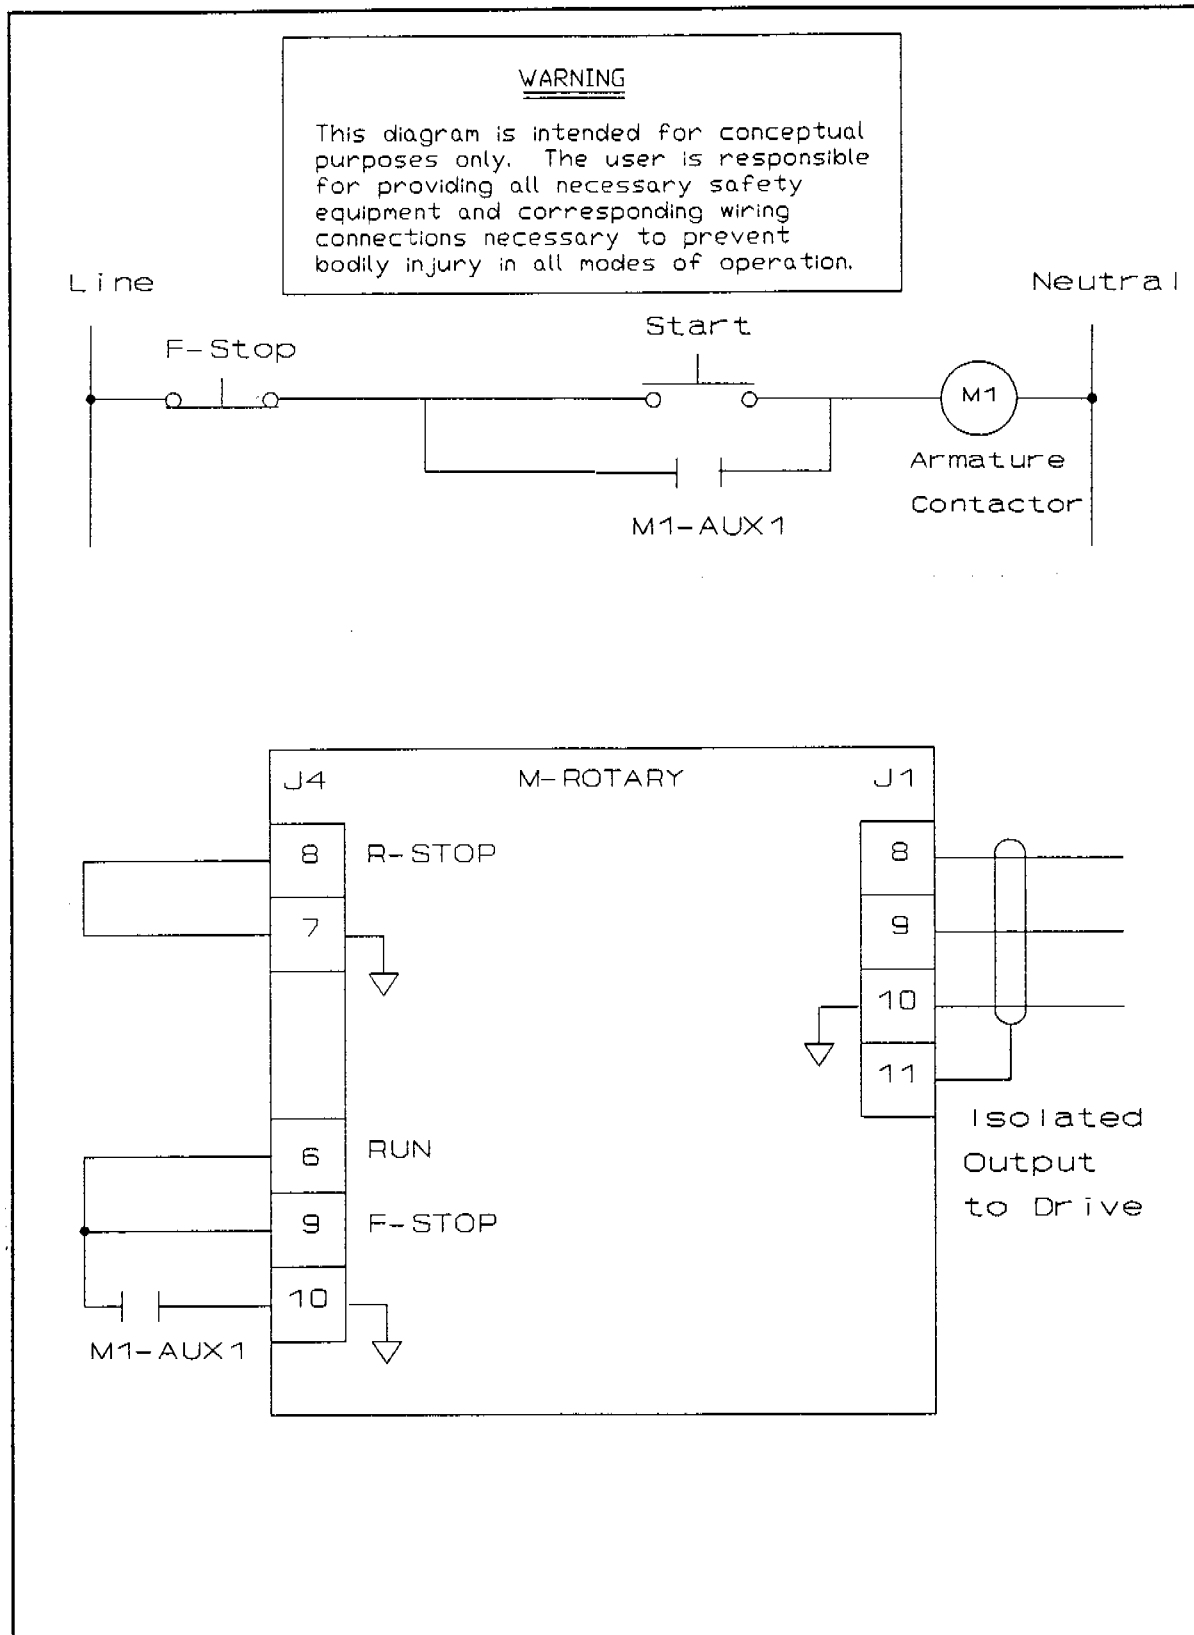 WARNING
This diagram is intended for conceptual
purposes only. The user is responsible
for providing all necessary safety
equipment and corresponding wiring
connections necessary to prevent
bodily injury in all modes of operation.
Line
Neutral
F-Stop
Start
M1
Armature
Contactor
M1-AUX1
J4
M-ROTARY
J1
8
R-STOP
7
6
RUN
9
F-STOP
10
M1-AUX1
8
9
10
11
Isolated
Output
to Drive